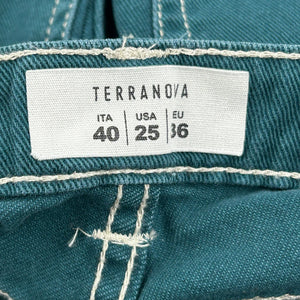 TERRANOVA
ITA | USA | EU
40 | 25 | 36